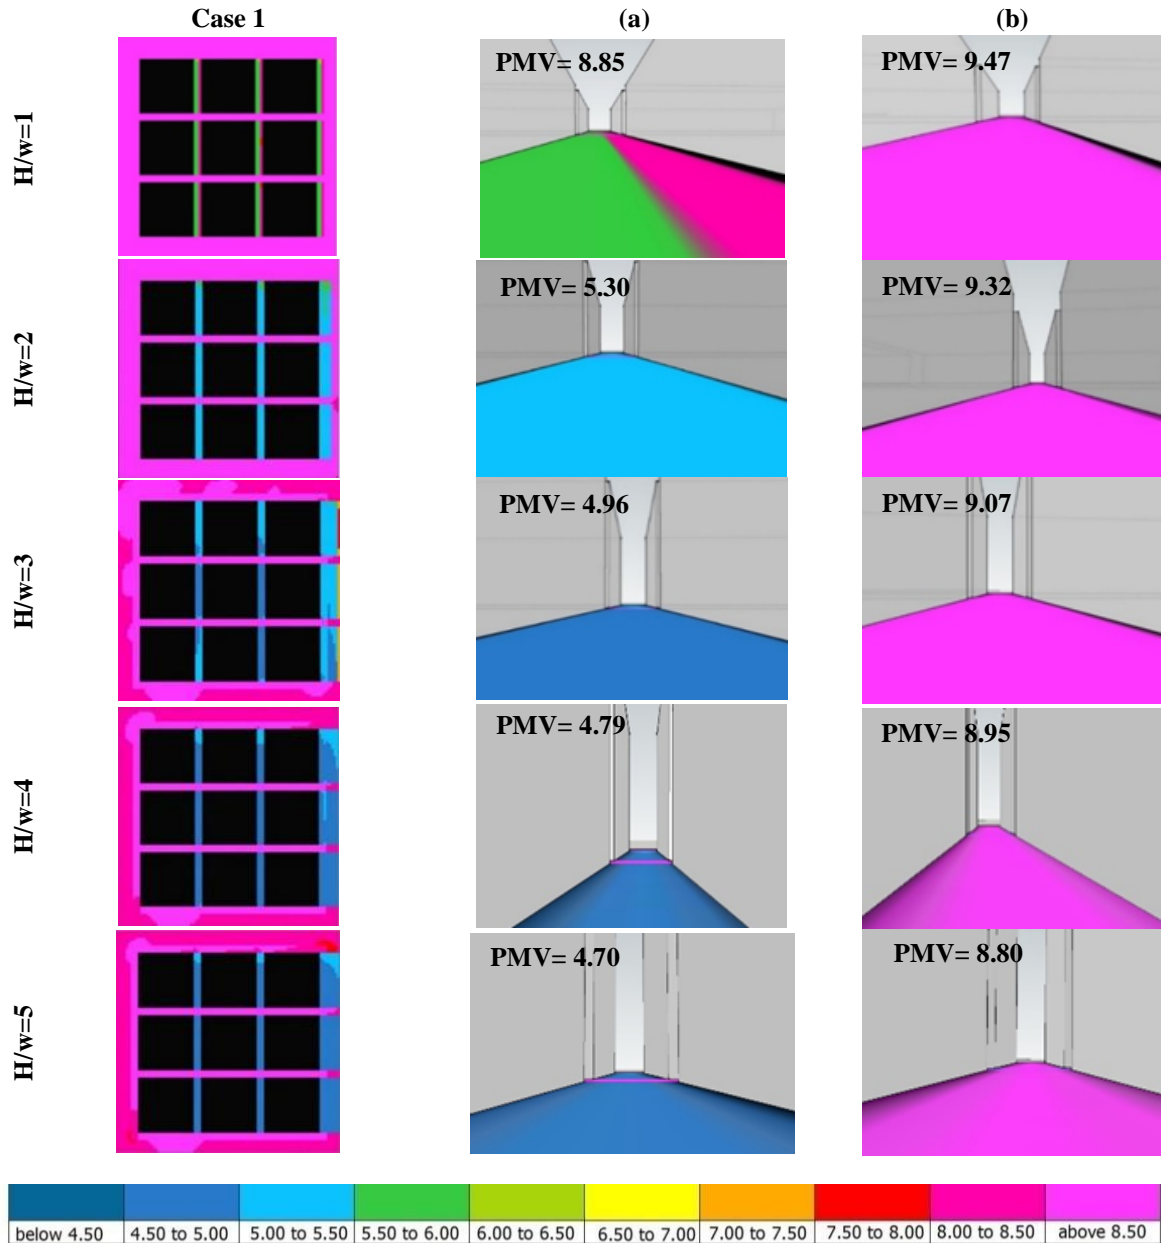 Case 1 (a) (b)
H/w=1
PMV= 8.85
PMV= 9.47
H/w=2
PMV= 5.30
PMV= 9.32
H/w=3
PMV= 4.96
PMV= 9.07
H/w=4
PMV= 4.79
PMV= 8.95
H/w=5
PMV= 4.70
PMV= 8.80
below 4.50 4.50 to 5.00 5.00 to 5.50 5.50 to 6.00 6.00 to 6.50 6.50 to 7.00 7.00 to 7.50 7.50 to 8.00 8.00 to 8.50 above 8.50